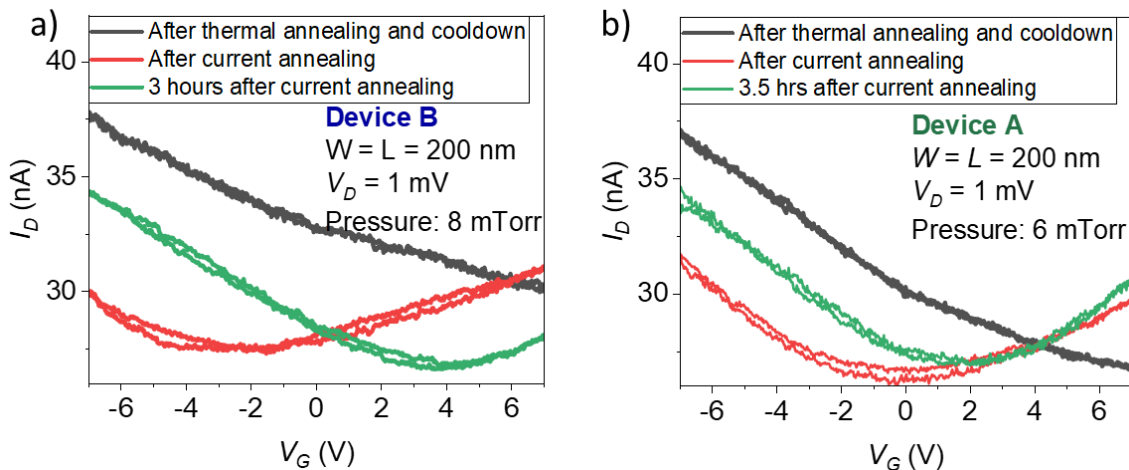 a)
After thermal annealing and cooldown
After current annealing
3 hours after current annealing
Device B
W = L = 200 nm
V_D = 1 mV
Pressure: 8 mTorr
40
35
30
I_D (nA)
-6 -4 -2 0 2 4 6
V_G (V)
b)
After thermal annealing and cooldown
After current annealing
3.5 hrs after current annealing
Device A
W = L = 200 nm
V_D = 1 mV
Pressure: 6 mTorr
40
35
30
I_D (nA)
-6 -4 -2 0 2 4 6
V_G (V)